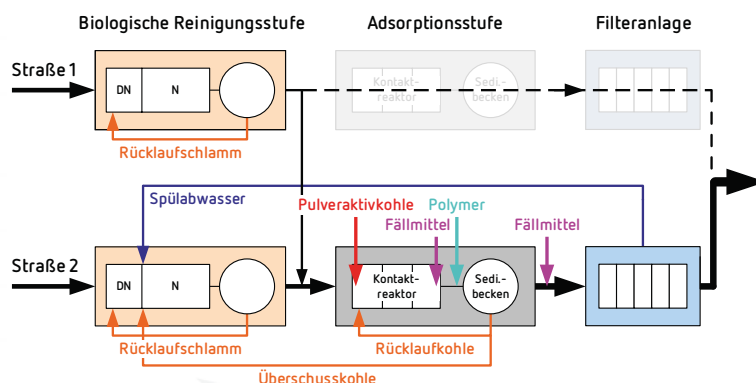 Biologische Reinigungsstufe
Adsorptionsstufe
Filteranlage
Straße 1
DN
N
Kontakt-
reaktor
Sedi.-
becken
Rücklaufschlamm
Spülabwasser
Pulveraktivkohle
Polymer
Fällmittel
Fällmittel
Straße 2
DN
N
Kontakt-
reaktor
Sedi.-
becken
Rücklaufschlamm
Rücklaufkohle
Überschusskohle